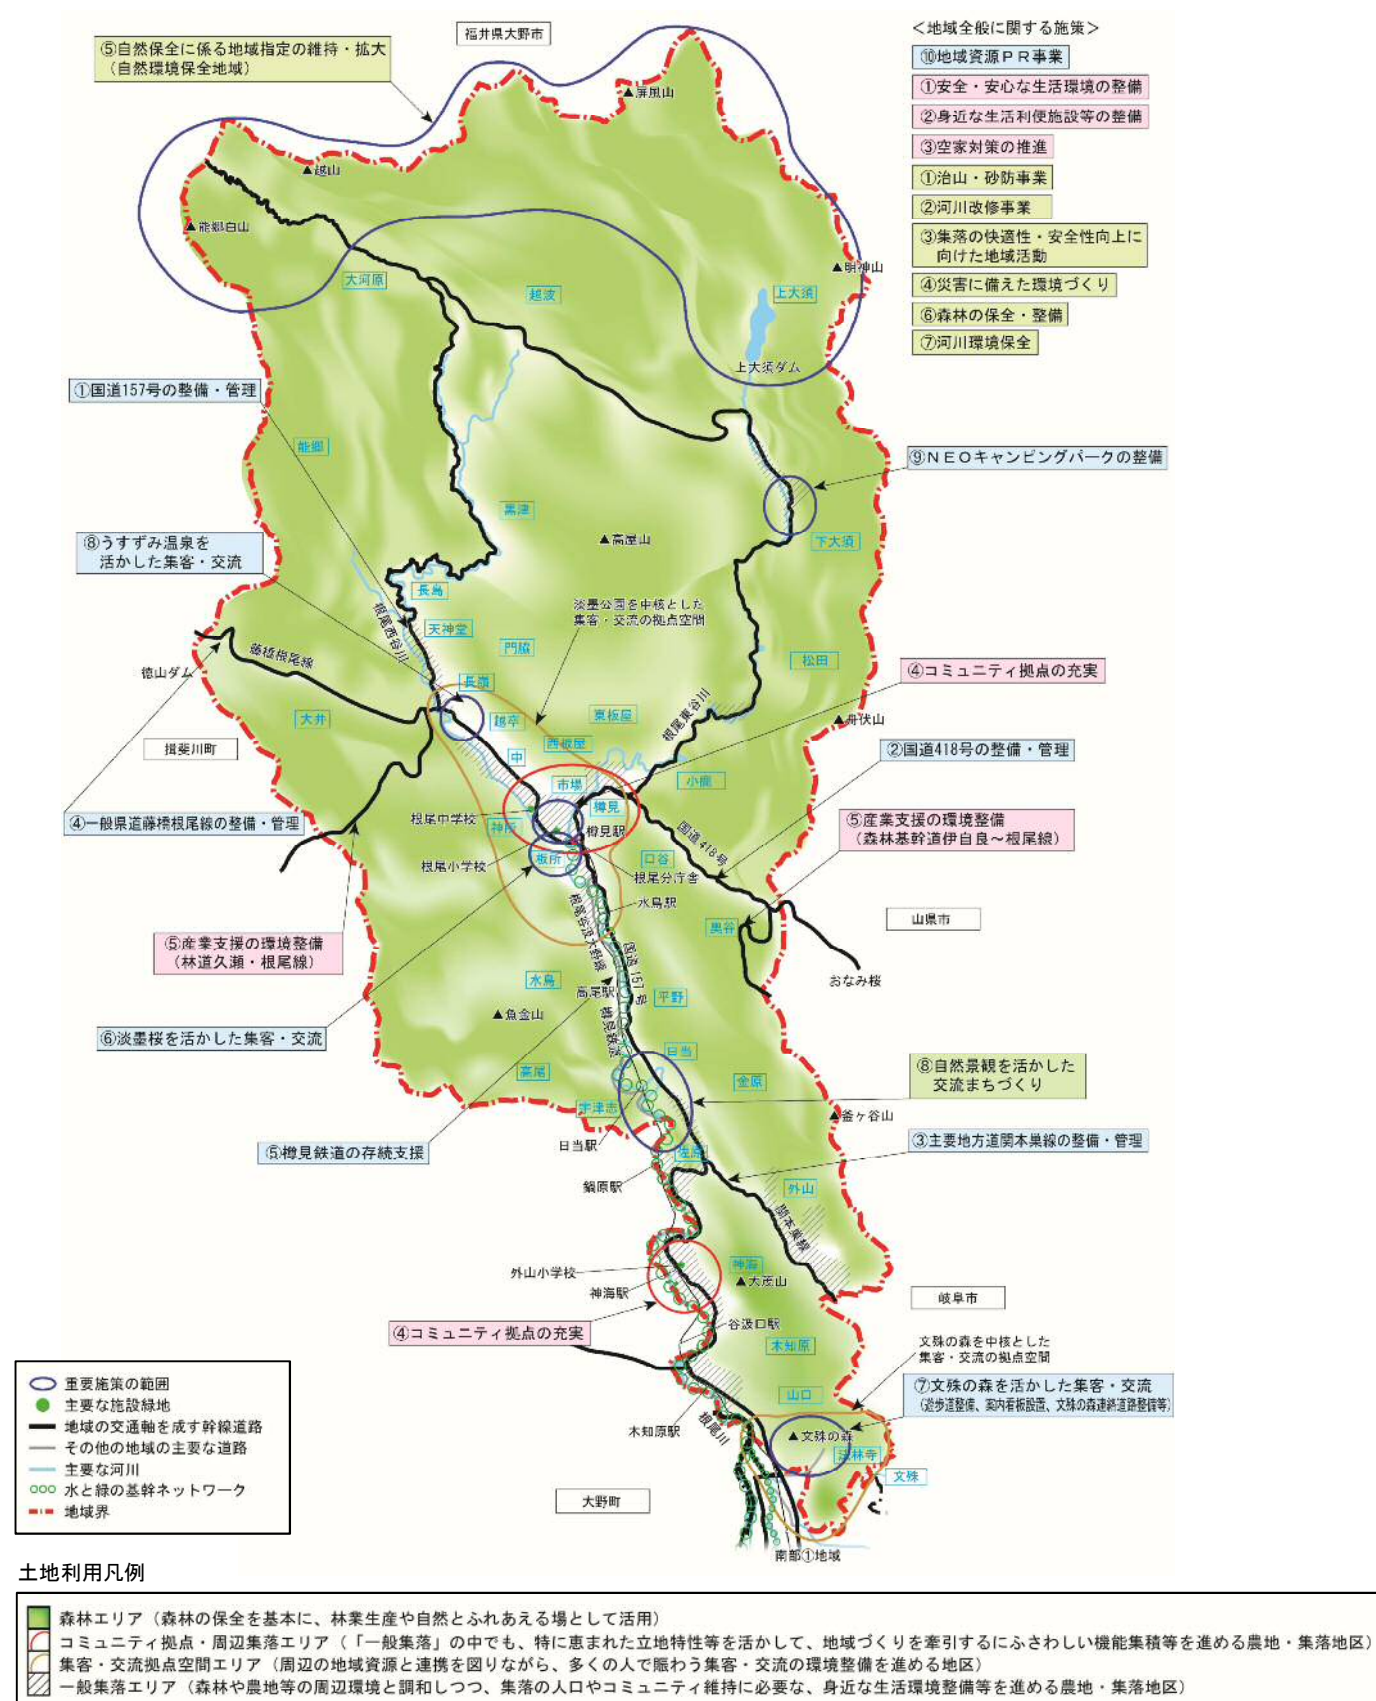 ⑤自然保全に係る地域指定の維持・拡大
（自然環境保全地域）
福井県大野市
＜地域全般に関する施策＞
⑩地域資源ＰＲ事業
①安全・安心な生活環境の整備
②身近な生活利便施設等の整備
③空家対策の推進
①治山・砂防事業
②河川改修事業
③集落の快適性・安全性向上に
向けた地域活動
④災害に備えた環境づくり
⑥森林の保全・整備
⑦河川環境保全
▲屏風山
▲越山
▲能郷白山
▲明神山
大河原
越波
上大須
上大須ダム
①国道157号の整備・管理
能郷
⑨ＮＥＯキャンピングパークの整備
黒津
▲高屋山
下大須
⑧うすずみ温泉を
活かした集客・交流
長島
淡墨公園を中核とした
集客・交流の拠点空間
根尾西谷川
天神堂
門脇
藤橋根尾線
徳山ダム
松田
④コミュニティ拠点の充実
長嶺
大井
越卒
東板屋
根尾東谷川
▲舟伏山
揖斐川町
中
西板屋
②国道418号の整備・管理
市場
小鹿
樽見
④一般県道藤橋根尾線の整備・管理
根尾中学校
神所
樽見駅
国道418号
⑤産業支援の環境整備
（森林基幹道伊自良～根尾線）
根尾小学校
板所
口谷
根尾分庁舎
水鳥駅
根尾谷汲大野線
奥谷
山県市
⑤産業支援の環境整備
（林道久瀬・根尾線）
国道157号
水鳥
高尾駅
平野
おなみ桜
▲魚金山
⑥淡墨桜を活かした集客・交流
樽見鉄道
日当
高尾
金原
⑧自然景観を活かした
交流まちづくり
宇津志
▲釜ヶ谷山
日当駅
⑤樽見鉄道の存続支援
③主要地方道関本巣線の整備・管理
佐原
鍋原駅
外山
関本巣線
外山小学校
神海
▲大茂山
神海駅
岐阜市
④コミュニティ拠点の充実
谷汲口駅
木知原
文殊の森を中核とした
集客・交流の拠点空間
⑦文殊の森を活かした集客・交流
（遊歩道整備、案内看板設置、文殊の森連絡道路整備等）
山口
木知原駅
根尾川
▲文殊の森
法林寺
文殊
大野町
南部①地域
重要施策の範囲
主要な施設緑地
地域の交通軸を成す幹線道路
その他の地域の主要な道路
主要な河川
水と緑の基幹ネットワーク
地域界
土地利用凡例
森林エリア（森林の保全を基本に、林業生産や自然とふれあえる場として活用）
コミュニティ拠点・周辺集落エリア（「一般集落」の中でも、特に恵まれた立地特性等を活かして、地域づくりを牽引するにふさわしい機能集積等を進める農地・集落地区）
集客・交流拠点空間エリア（周辺の地域資源と連携を図りながら、多くの人で賑わう集客・交流の環境整備を進める地区）
一般集落エリア（森林や農地等の周辺環境と調和しつつ、集落の人口やコミュニティ維持に必要な、身近な生活環境整備等を進める農地・集落地区）